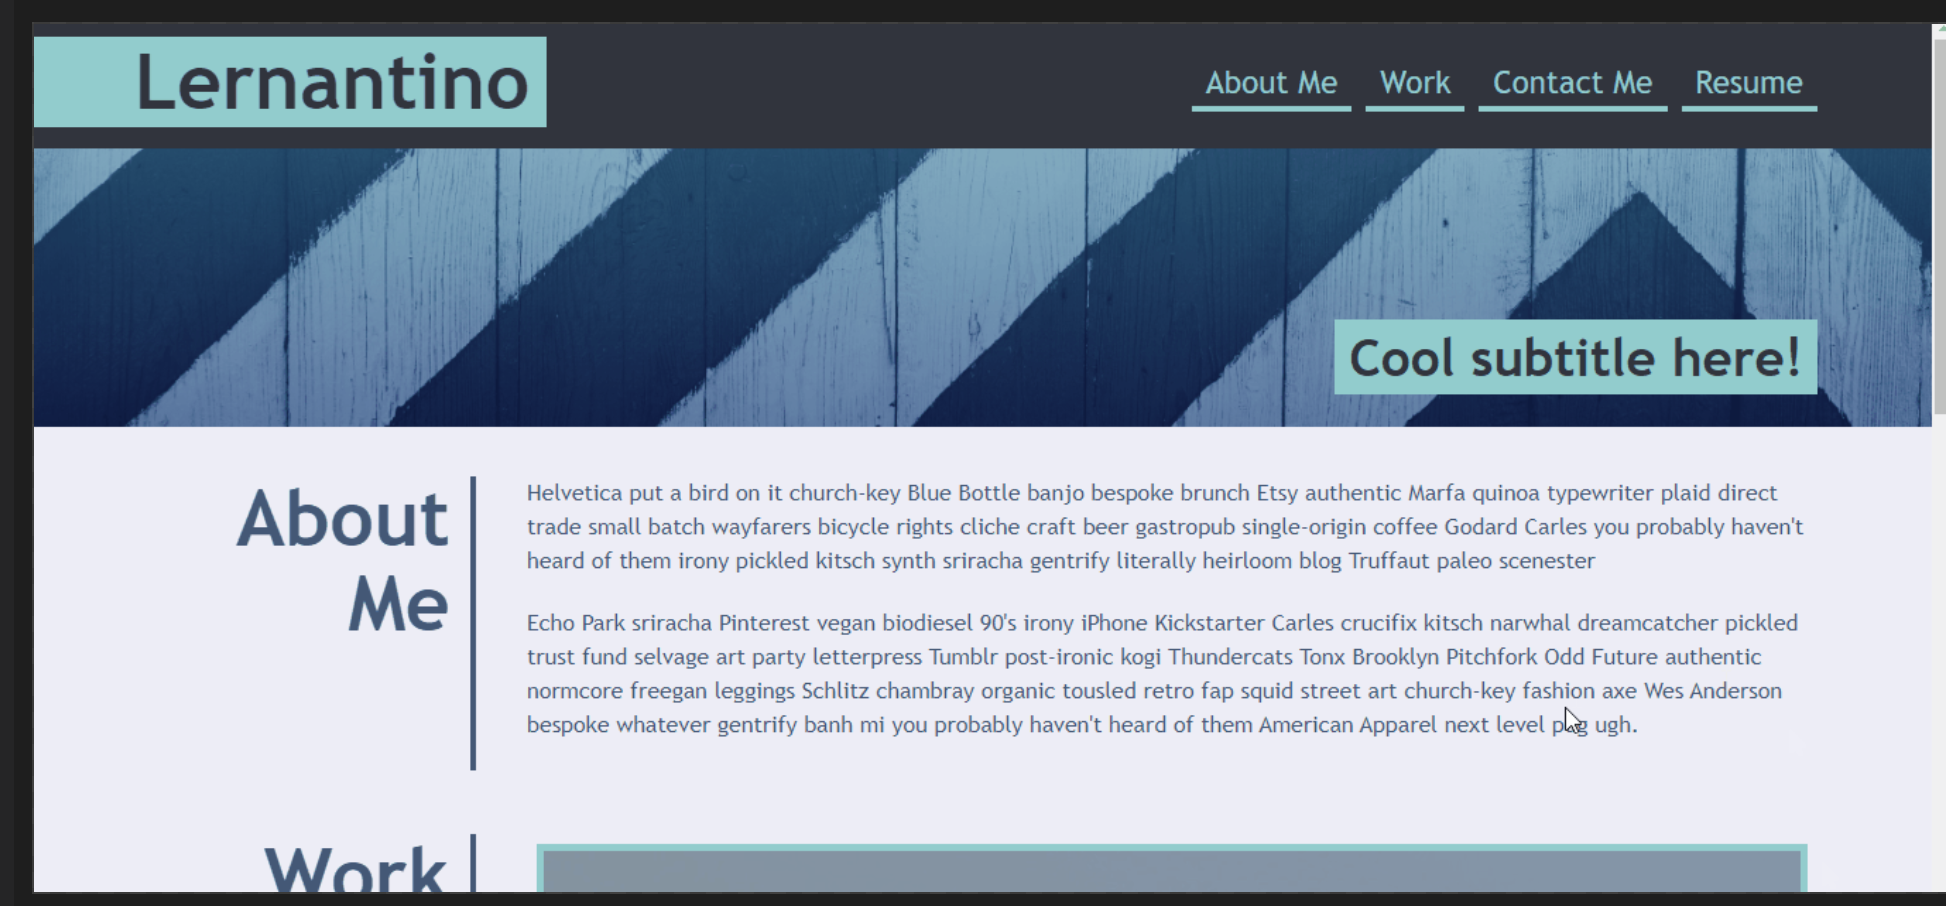 Lernantino
About Me
Work
Contact Me
Resume
Cool subtitle here!
About
Me
Helvetica put a bird on it church-key Blue Bottle banjo bespoke brunch Etsy authentic Marfa quinoa typewriter plaid direct
trade small batch wayfarers bicycle rights cliche craft beer gastropub single-origin coffee Godard Carles you probably haven't
heard of them irony pickled kitsch synth sriracha gentrify literally heirloom blog Truffaut paleo scenester
Echo Park sriracha Pinterest vegan biodiesel 90's irony iPhone Kickstarter Carles crucifix kitsch narwhal dreamcatcher pickled
trust fund selvage art party letterpress Tumblr post-ironic kogi Thundercats Tonx Brooklyn Pitchfork Odd Future authentic
normcore freegan leggings Schlitz chambray organic tousled retro fap squid street art church-key fashion axe Wes Anderson
bespoke whatever gentrify banh mi you probably haven't heard of them American Apparel next level ugh.
Work